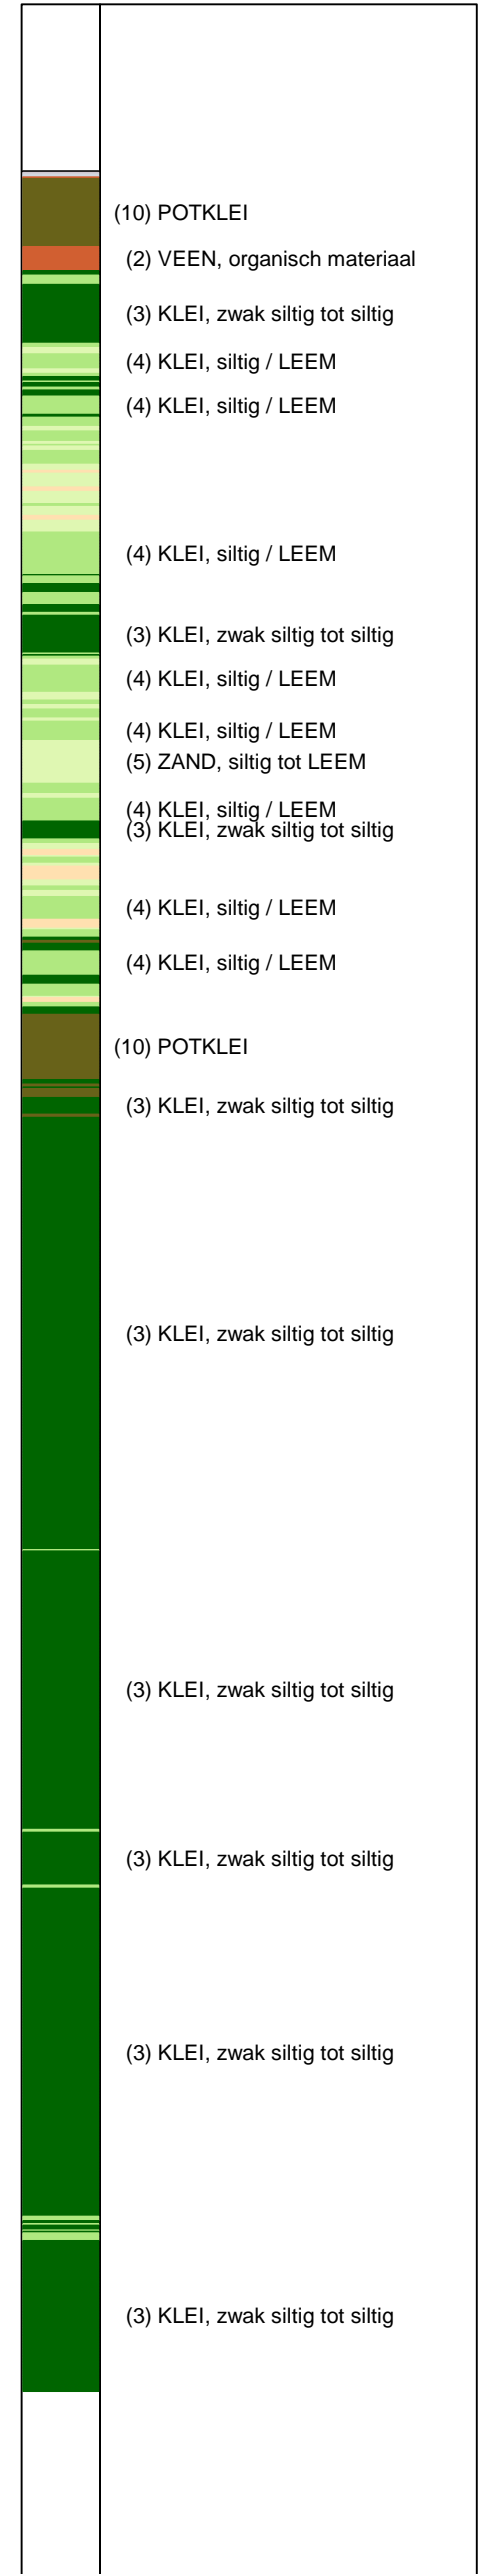 (10) POTKLEI
(2) VEEN, organisch materiaal
(3) KLEI, zwak siltig tot siltig
(4) KLEI, siltig / LEEM
(4) KLEI, siltig / LEEM
(4) KLEI, siltig / LEEM
(3) KLEI, zwak siltig tot siltig
(4) KLEI, siltig / LEEM
(4) KLEI, siltig / LEEM
(5) ZAND, siltig tot LEEM
(4) KLEI, siltig / LEEM
(3) KLEI, zwak siltig tot siltig
(4) KLEI, siltig / LEEM
(4) KLEI, siltig / LEEM
(10) POTKLEI
(3) KLEI, zwak siltig tot siltig
(3) KLEI, zwak siltig tot siltig
(3) KLEI, zwak siltig tot siltig
(3) KLEI, zwak siltig tot siltig
(3) KLEI, zwak siltig tot siltig
(3) KLEI, zwak siltig tot siltig